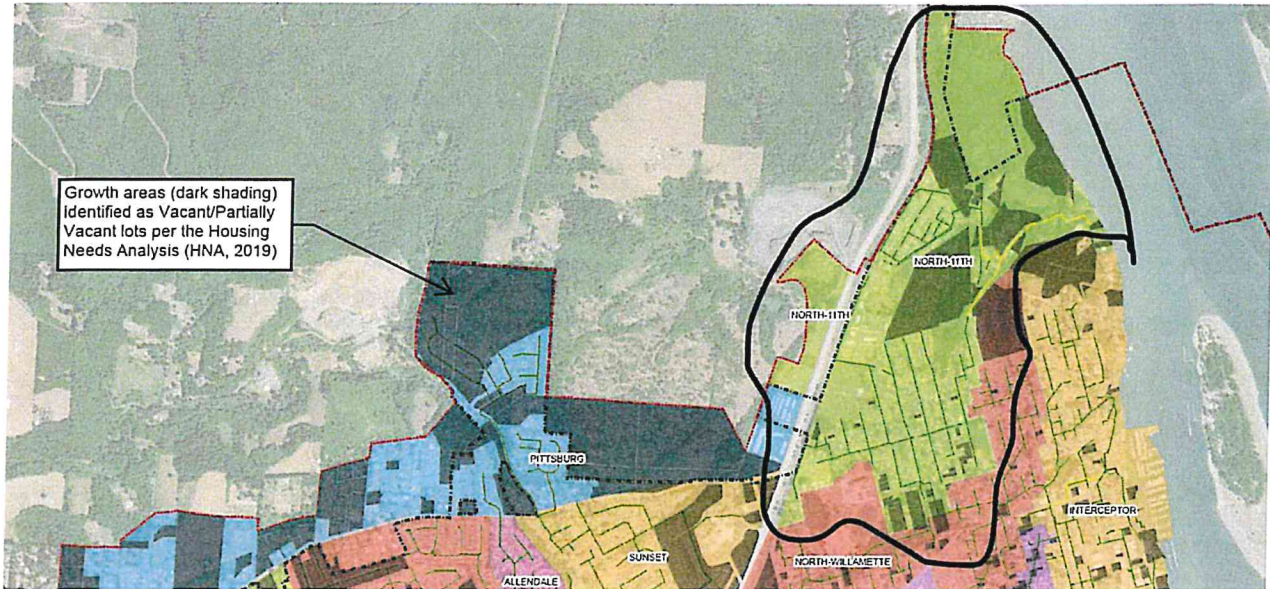 Growth areas (dark shading)
Identified as Vacant/Partially
Vacant lots per the Housing
Needs Analysis (HNA, 2019)
NORTH-11TH
NORTH-11TH
PITTSBURG
INTERCEPTOR
SUNSET
NORTH-WILLAMETTE
ALLENDALE